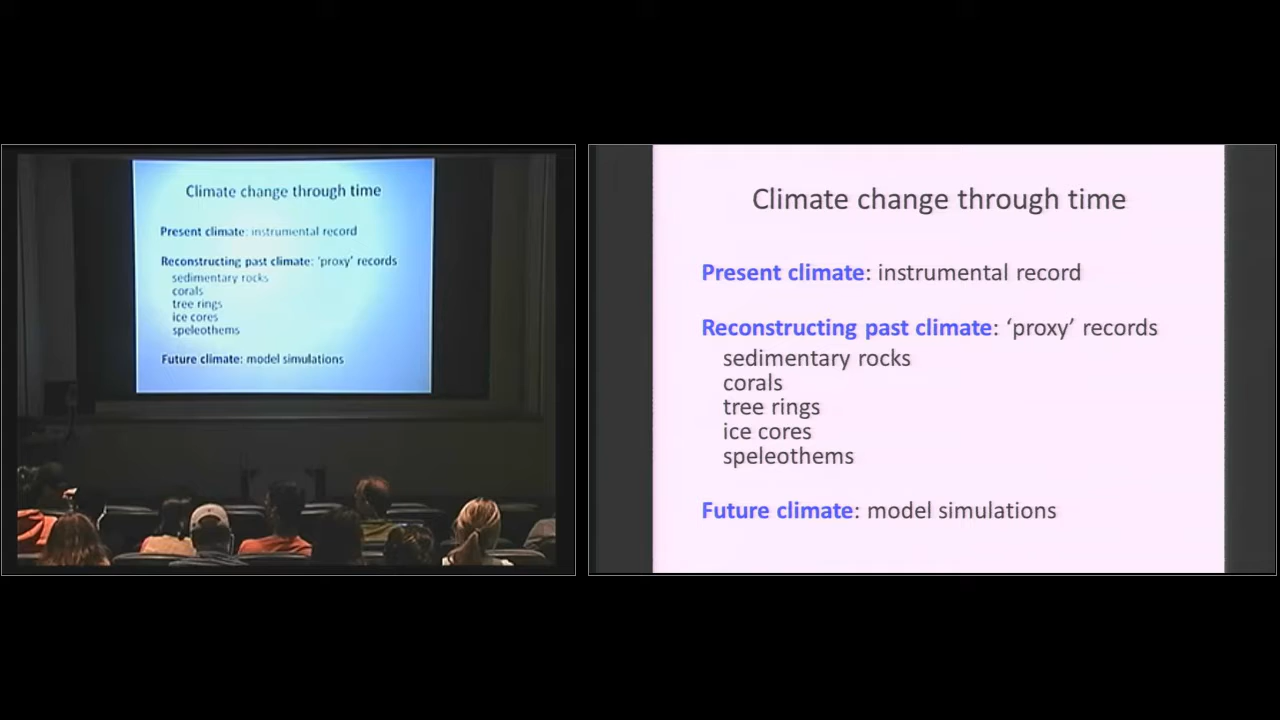 Climate change through time
Present climate: instrumental record
Reconstructing past climate: 'proxy' records
sedimentary rocks
corals
tree rings
ice cores
speleothems
Future climate: model simulations
Climate change through time
Present climate: instrumental record
Reconstructing past climate: ‘proxy’ records
sedimentary rocks
corals
tree rings
ice cores
speleothems
Future climate: model simulations